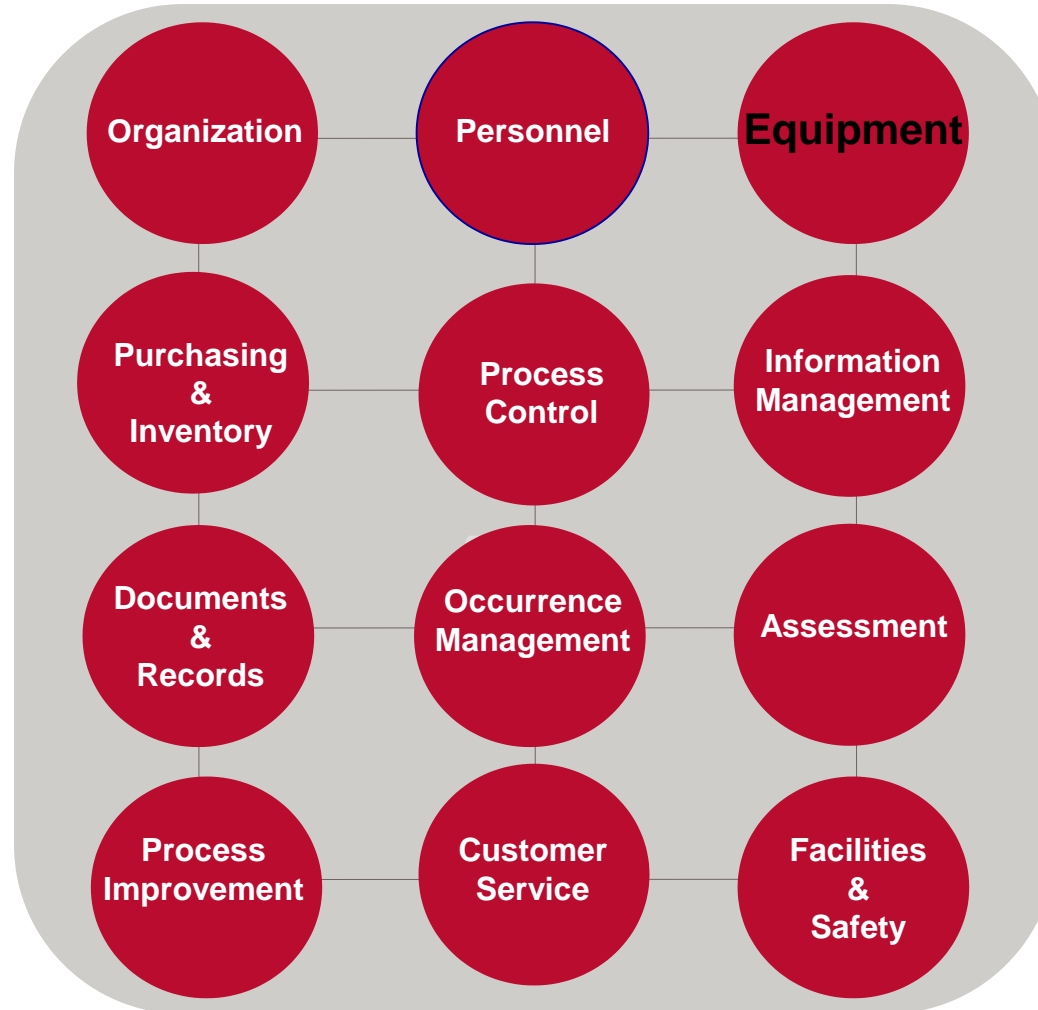 Organization
Personnel
Equipment
Purchasing
&
Inventory
Process
Control
Information
Management
Documents
&
Records
Occurrence
Management
Assessment
Process
Improvement
Customer
Service
Facilities
&
Safety